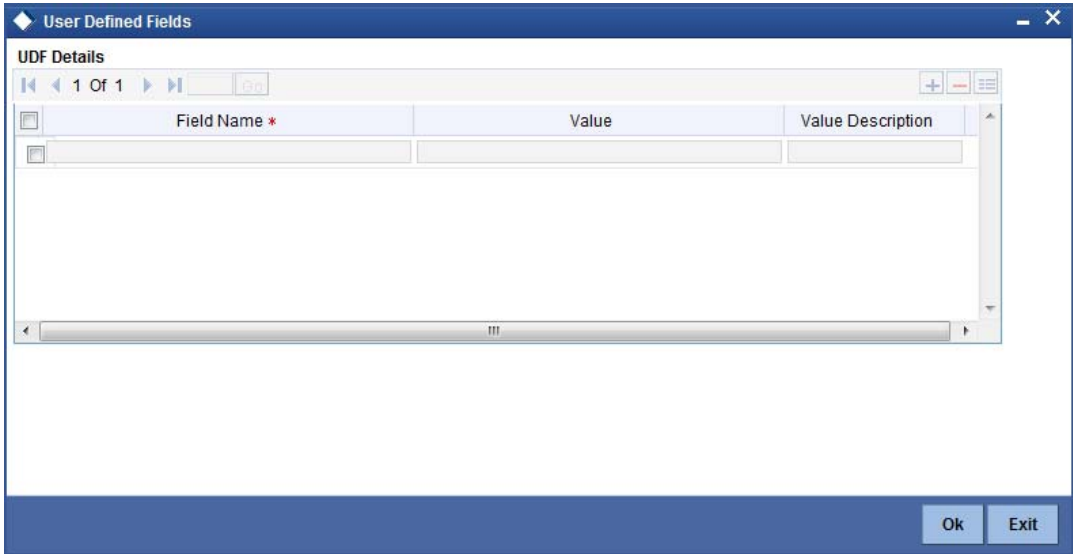 User Defined Fields
UDF Details
1 Of 1 Go
Field Name * Value Value Description
Ok Exit